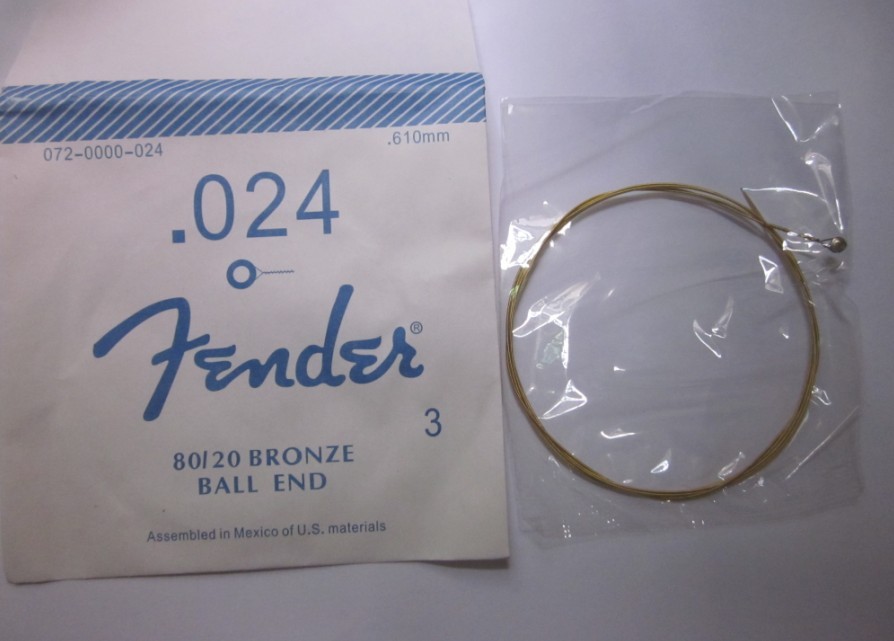 072-0000-024
.610mm
.024
Fender®
3
80/20 BRONZE
BALL END
Assembled in Mexico of U.S. materials